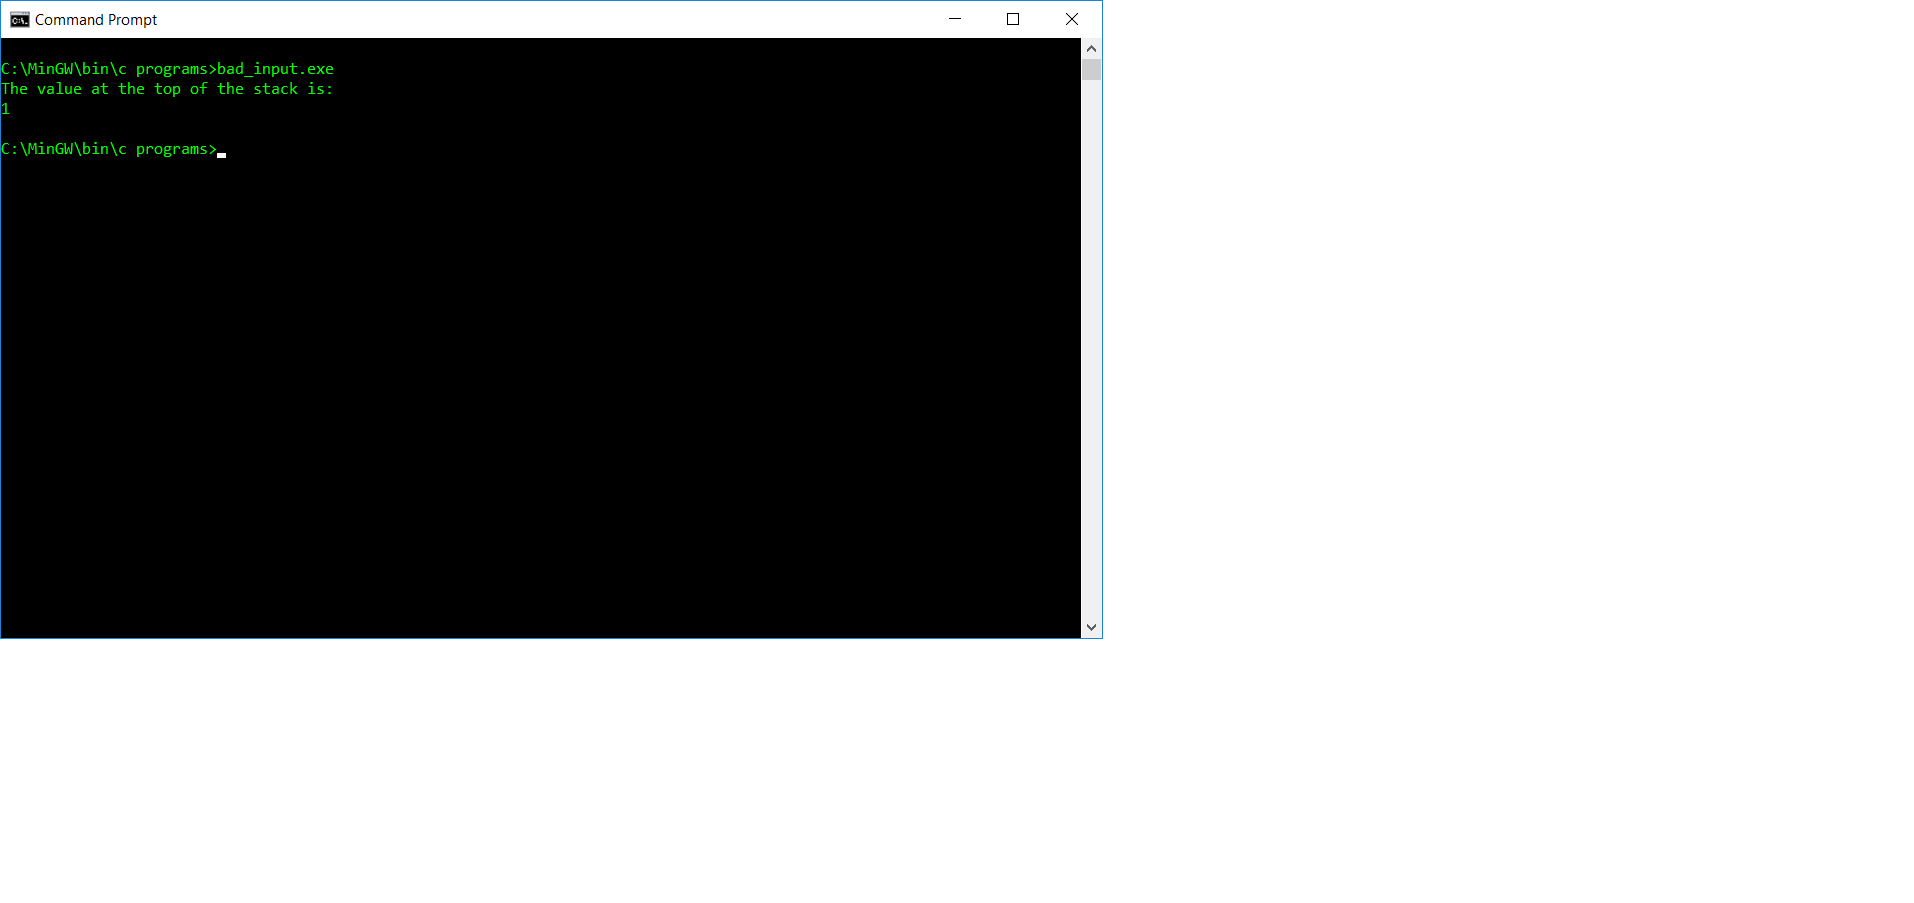 Command Prompt
C:\MinGW\bin\c programs>bad_input.exe
The value at the top of the stack is:
1
C:\MinGW\bin\c programs>